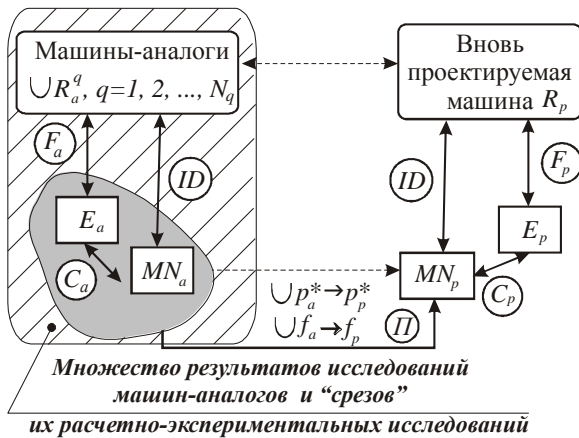 Машины-аналоги
∪R_a^q, q=1, 2, ..., N_q
Вновь
проектируемая
машина R_p
F_a
ID
ID
F_p
E_a
E_p
C_a
MN_a
MN_p
C_p
∪p_a^*→p_p^*
∪f_a→f_p
П
Множество результатов исследований
машин-аналогов и “срезов”
их расчетно-экспериментальных исследований